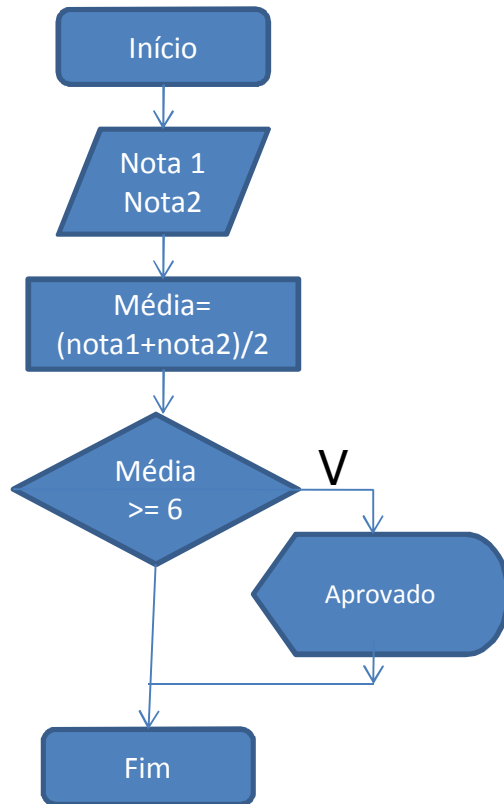 Início
Nota 1
Nota2
Média=
(nota1+nota2)/2
Média
>= 6
V
Aprovado
Fim